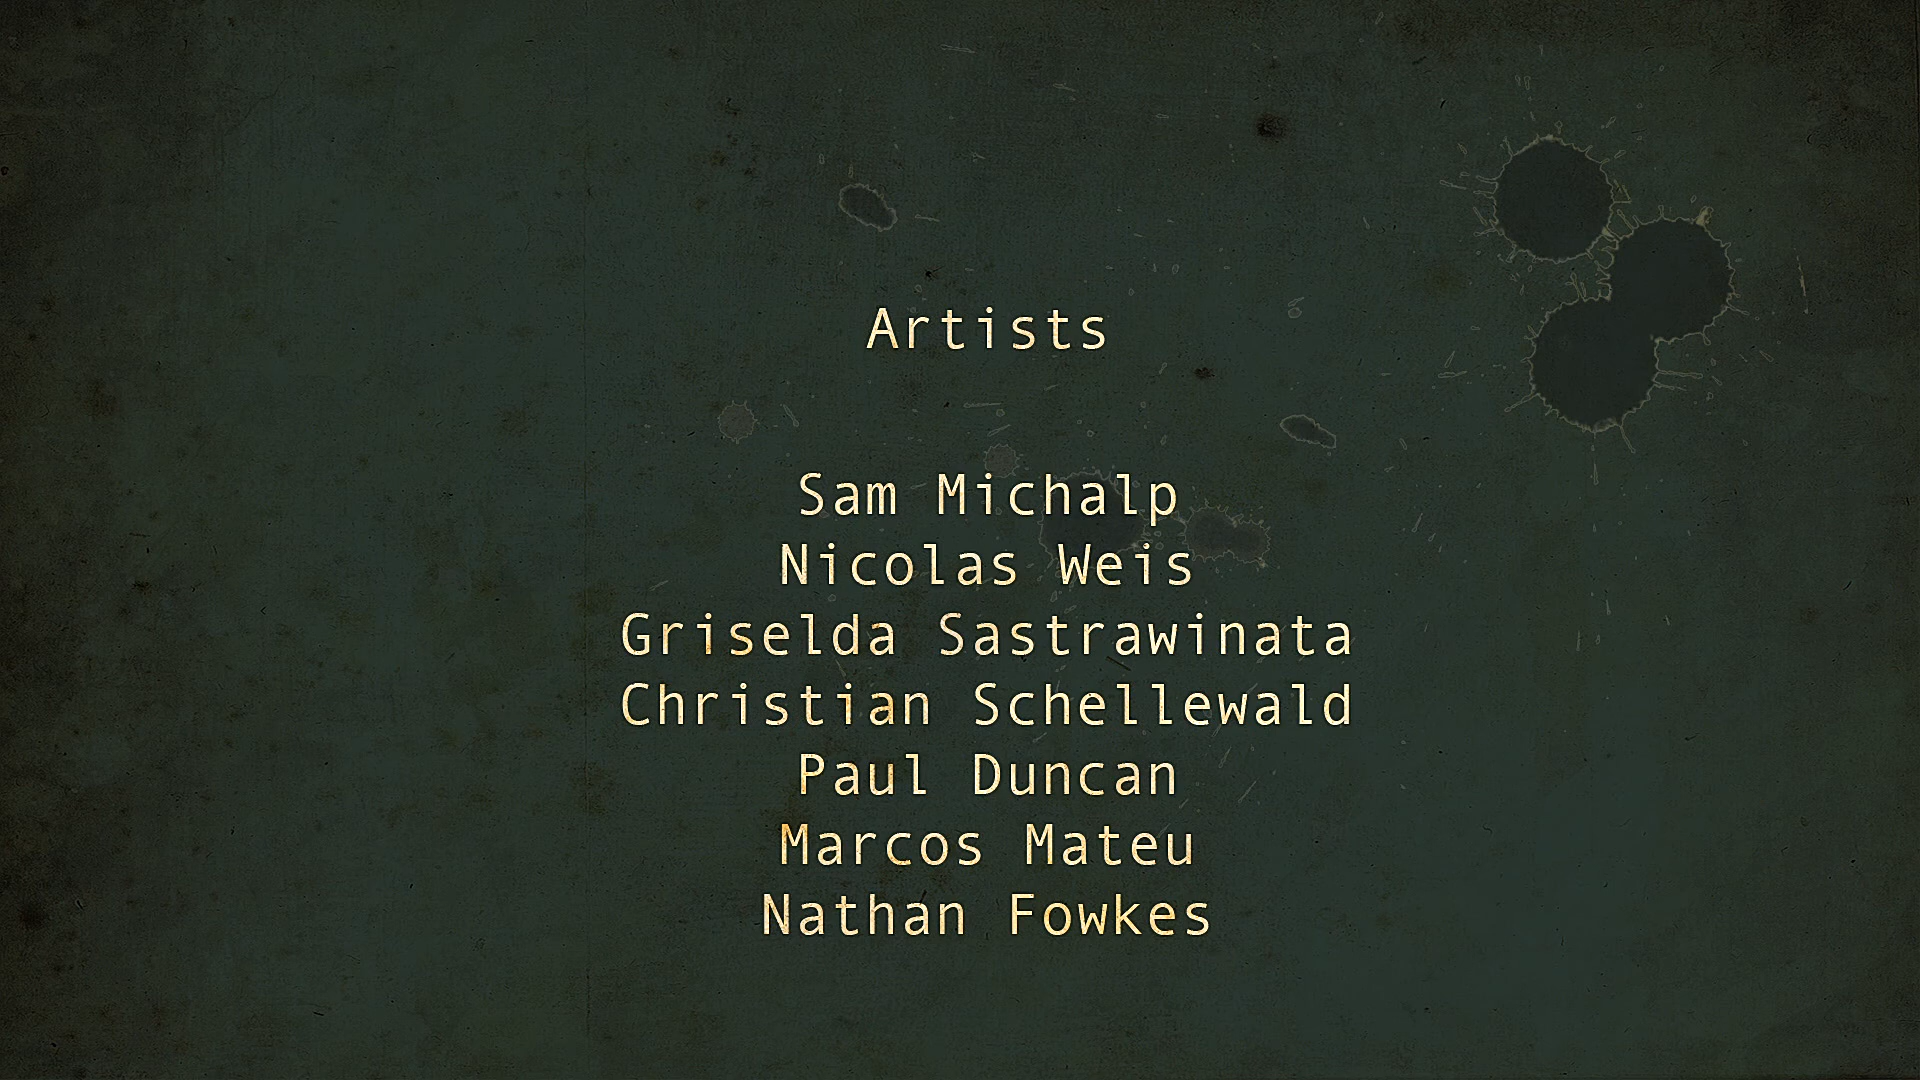 Artists
Sam Michalp
Nicolas Weis
Griselda Sastrawinata
Christian Schellewald
Paul Duncan
Marcos Mateu
Nathan Fowkes